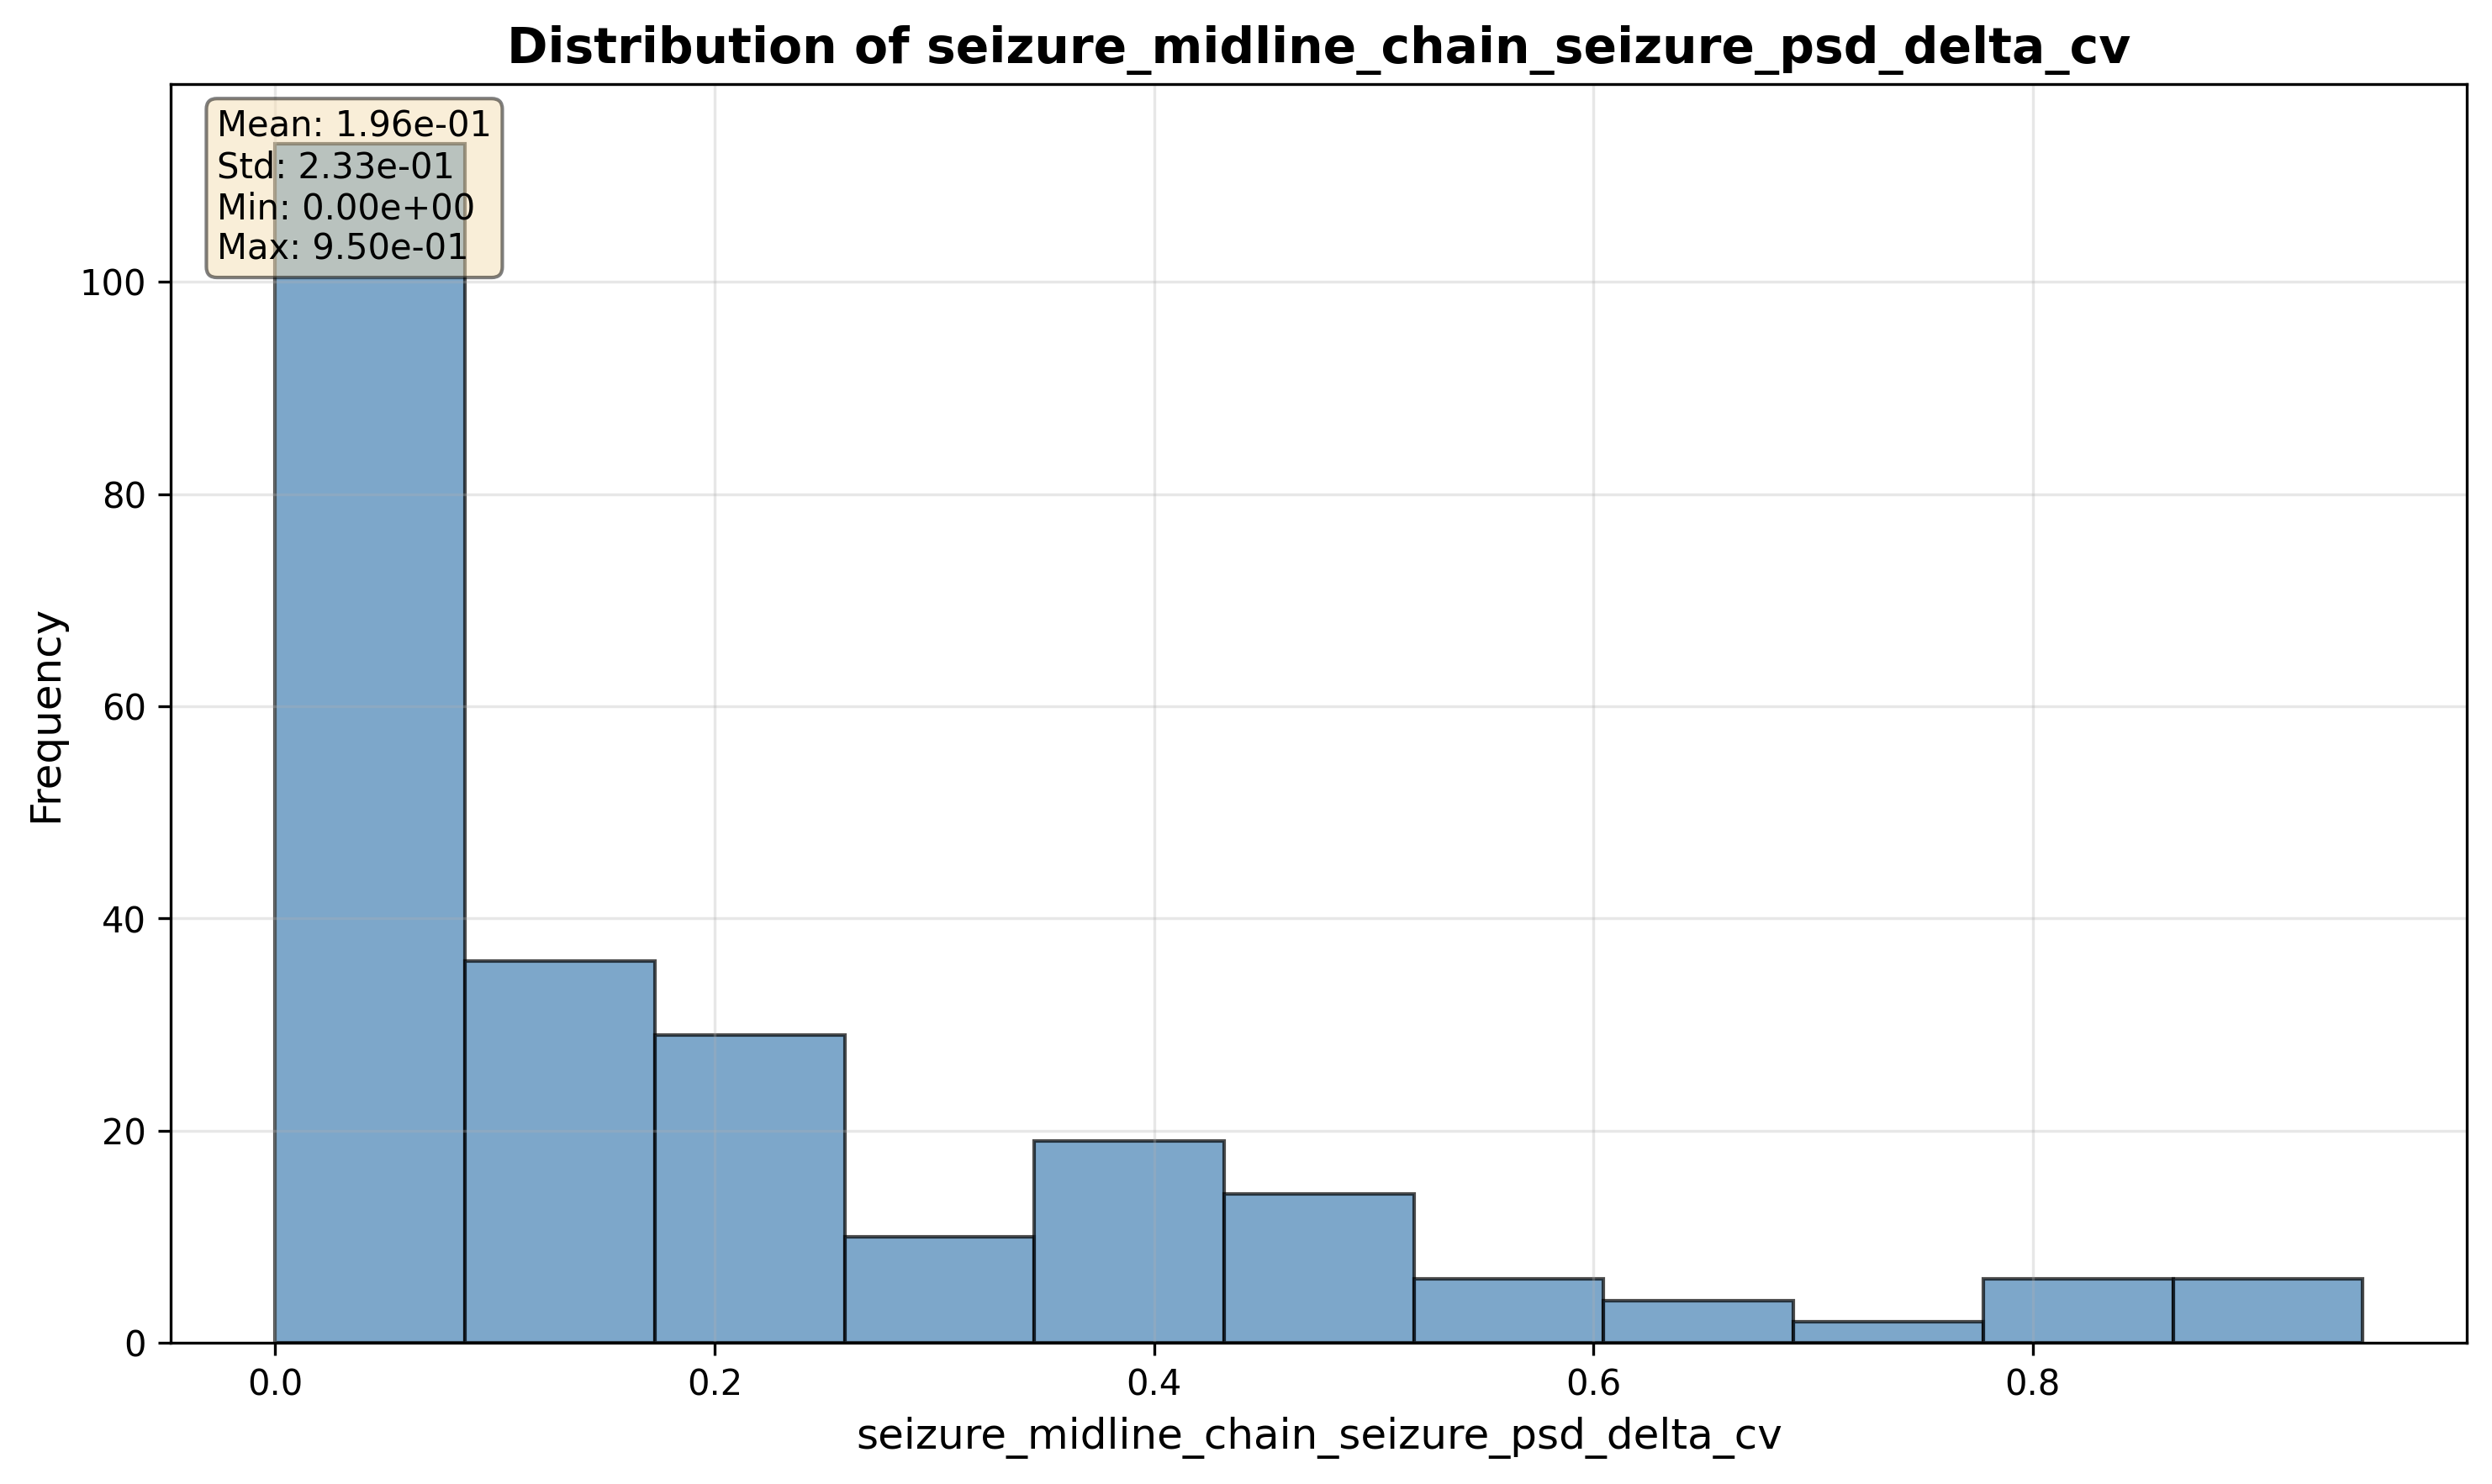 Distribution of seizure_midline_chain_seizure_psd_delta_cv
Mean: 1.96e-01
Std: 2.33e-01
Min: 0.00e+00
Max: 9.50e-01
100
80
60
40
20
0
Frequency
0.0 0.2 0.4 0.6 0.8
seizure_midline_chain_seizure_psd_delta_cv